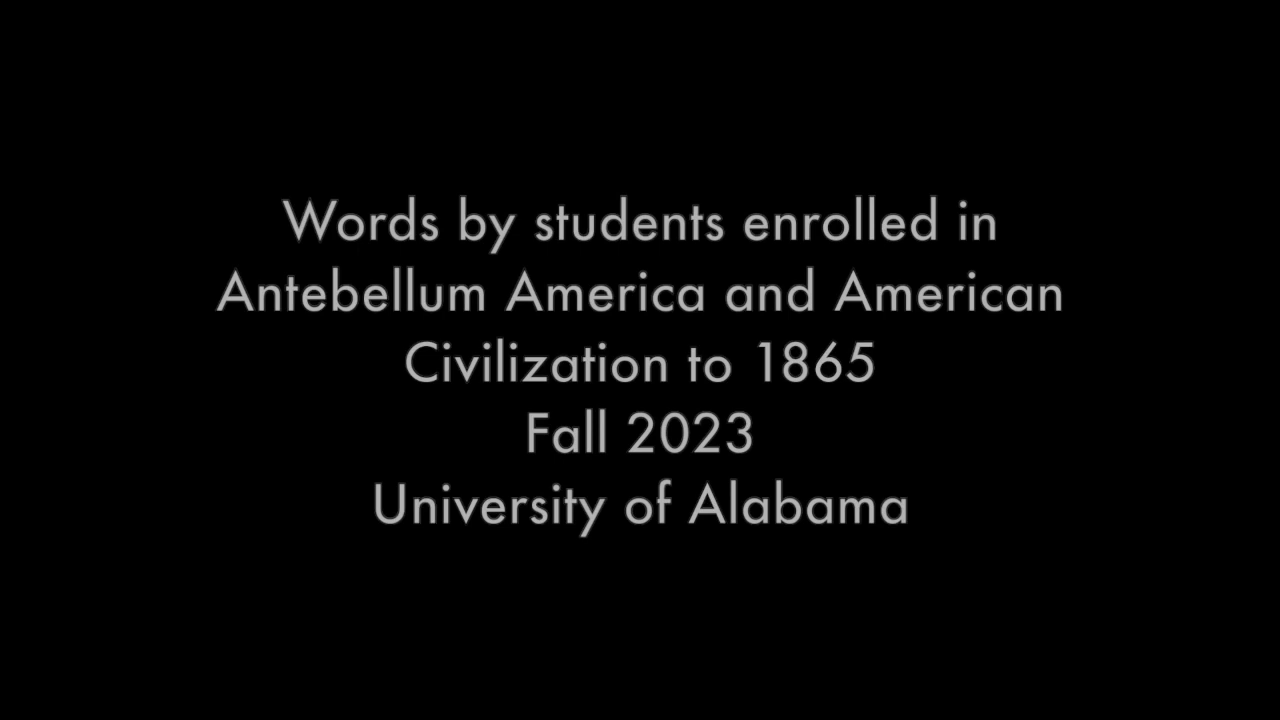 Words by students enrolled in
Antebellum America and American
Civilization to 1865
Fall 2023
University of Alabama